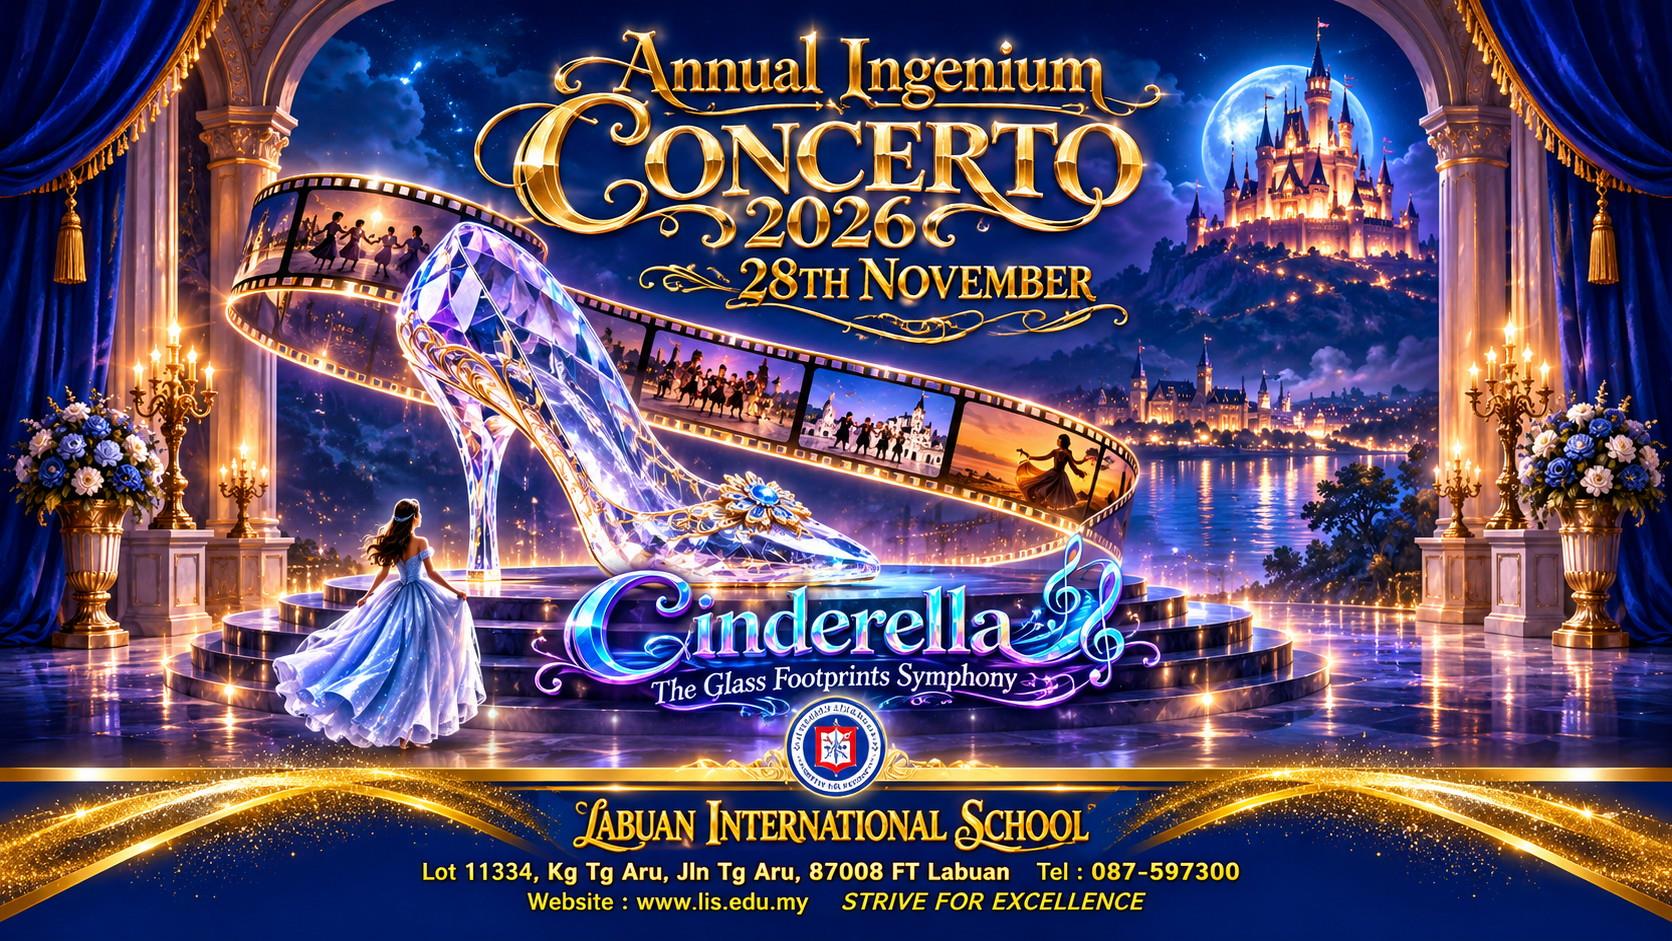 Annual Ingenium
CONCERTO
2026
28TH NOVEMBER
Cinderella
The Glass Footprints Symphony
LABUAN INTERNATIONAL SCHOOL
Lot 11334, Kg Tg Aru, Jln Tg Aru, 87008 FT Labuan Tel : 087-597300
Website : www.lis.edu.my STRIVE FOR EXCELLENCE